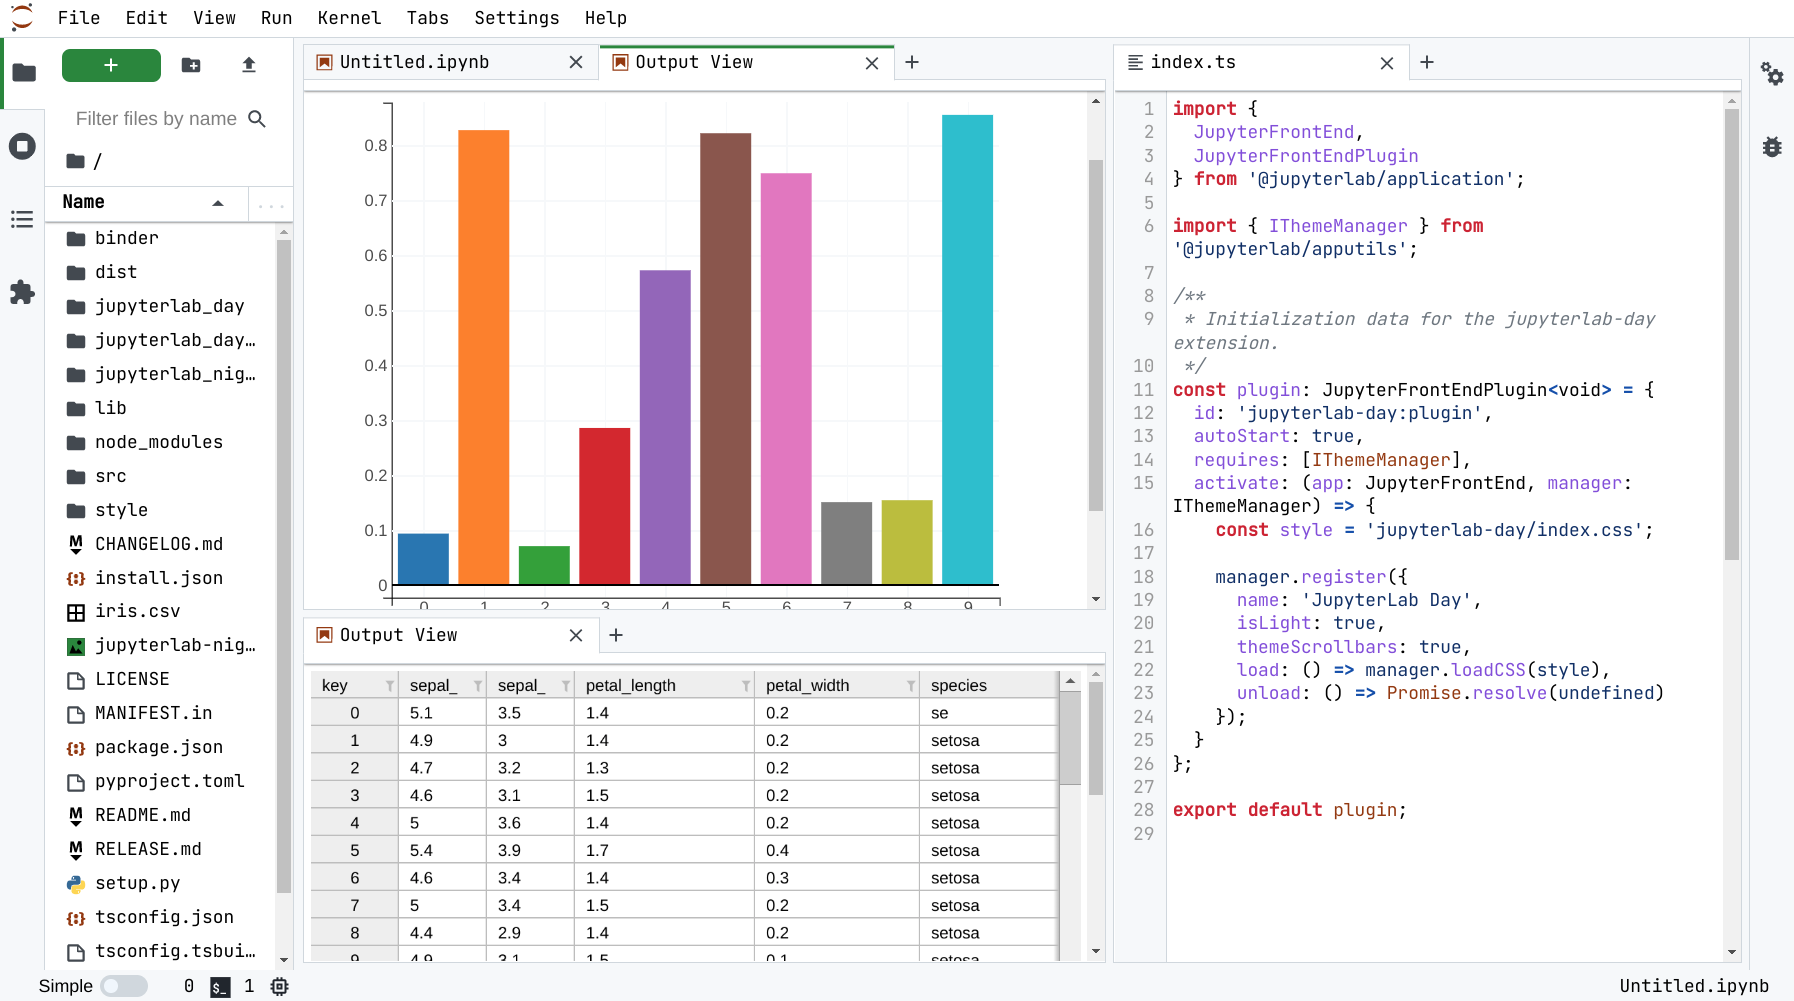 File Edit View Run Kernel Tabs Settings Help
Filter files by name
/
Name ...
binder
dist
jupyterlab_day
jupyterlab_day…
jupyterlab_nig…
lib
node_modules
src
style
CHANGELOG.md
install.json
iris.csv
jupyterlab-nig…
LICENSE
MANIFEST.in
package.json
pyproject.toml
README.md
RELEASE.md
setup.py
tsconfig.json
tsconfig.tsbui…
Untitled.ipynb
Output View
0.8
0.7
0.6
0.5
0.4
0.3
0.2
0.1
0
0 1 2 3 4 5 6 7 8 9
Output View
key sepal_ sepal_ petal_length petal_width species
0 5.1 3.5 1.4 0.2 se
1 4.9 3 1.4 0.2 setosa
2 4.7 3.2 1.3 0.2 setosa
3 4.6 3.1 1.5 0.2 setosa
4 5 3.6 1.4 0.2 setosa
5 5.4 3.9 1.7 0.4 setosa
6 4.6 3.4 1.4 0.3 setosa
7 5 3.4 1.5 0.2 setosa
8 4.4 2.9 1.4 0.2 setosa
9 4.9 3.1 1.5 0.1 setosa
index.ts
1 import {
2 JupyterFrontEnd,
3 JupyterFrontEndPlugin
4 } from '@jupyterlab/application';
5
6 import { IThemeManager } from
'@jupyterlab/apputils';
7
8 /**
9 * Initialization data for the jupyterlab-day
extension.
10 */
11 const plugin: JupyterFrontEndPlugin<void> = {
12 id: 'jupyterlab-day:plugin',
13 autoStart: true,
14 requires: [IThemeManager],
15 activate: (app: JupyterFrontEnd, manager:
IThemeManager) => {
16 const style = 'jupyterlab-day/index.css';
17
18 manager.register({
19 name: 'JupyterLab Day',
20 isLight: true,
21 themeScrollbars: true,
22 load: () => manager.loadCSS(style),
23 unload: () => Promise.resolve(undefined)
24 });
25 }
26 };
27
28 export default plugin;
29
Simple 0 $_ 1
Untitled.ipynb